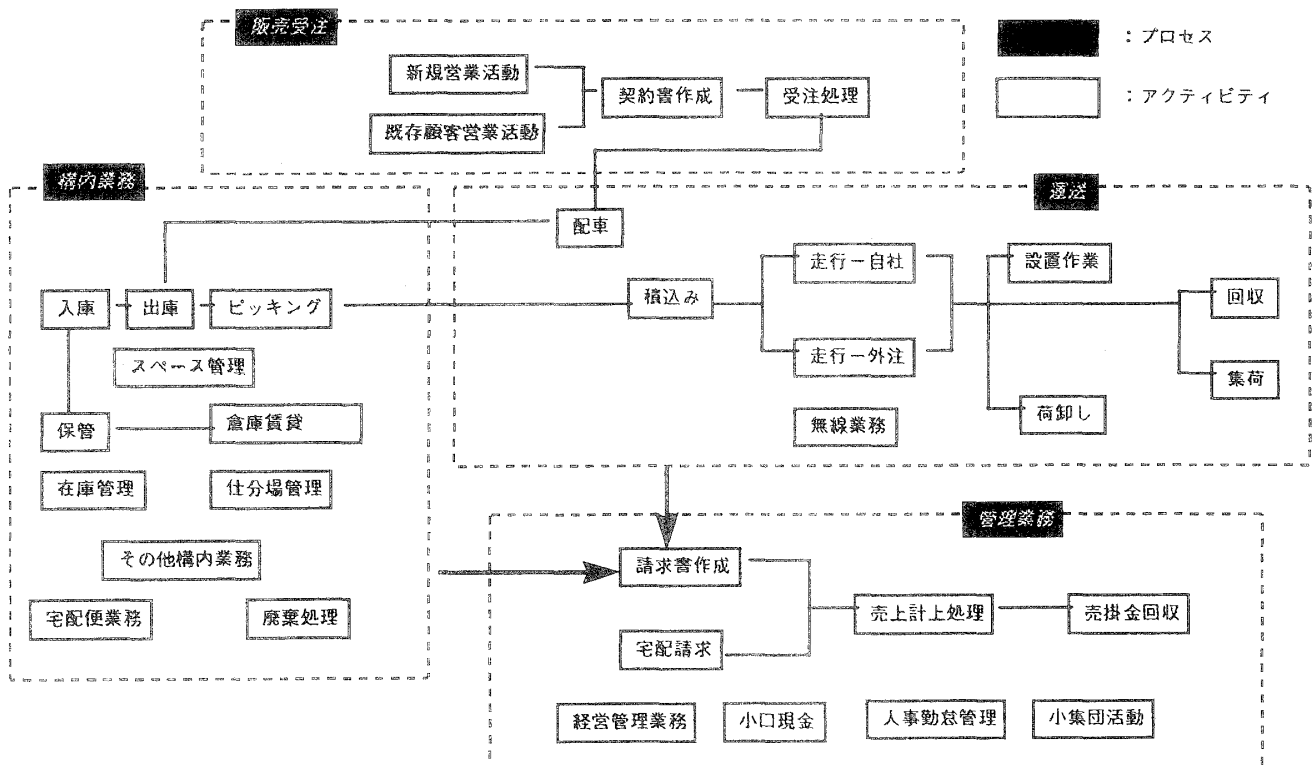 販売受注
：プロセス
新規営業活動
契約書作成
受注処理
：アクティビティ
既存顧客営業活動
構内業務
運送
配車
走行－自社
設置作業
入庫
出庫
ピッキング
積込み
回収
スペース管理
走行－外注
集荷
保管
倉庫賃貸
無線業務
荷卸し
在庫管理
仕分場管理
管理業務
その他構内業務
請求書作成
宅配便業務
廃棄処理
売上計上処理
売掛金回収
宅配請求
経営管理業務
小口現金
人事勤怠管理
小集団活動